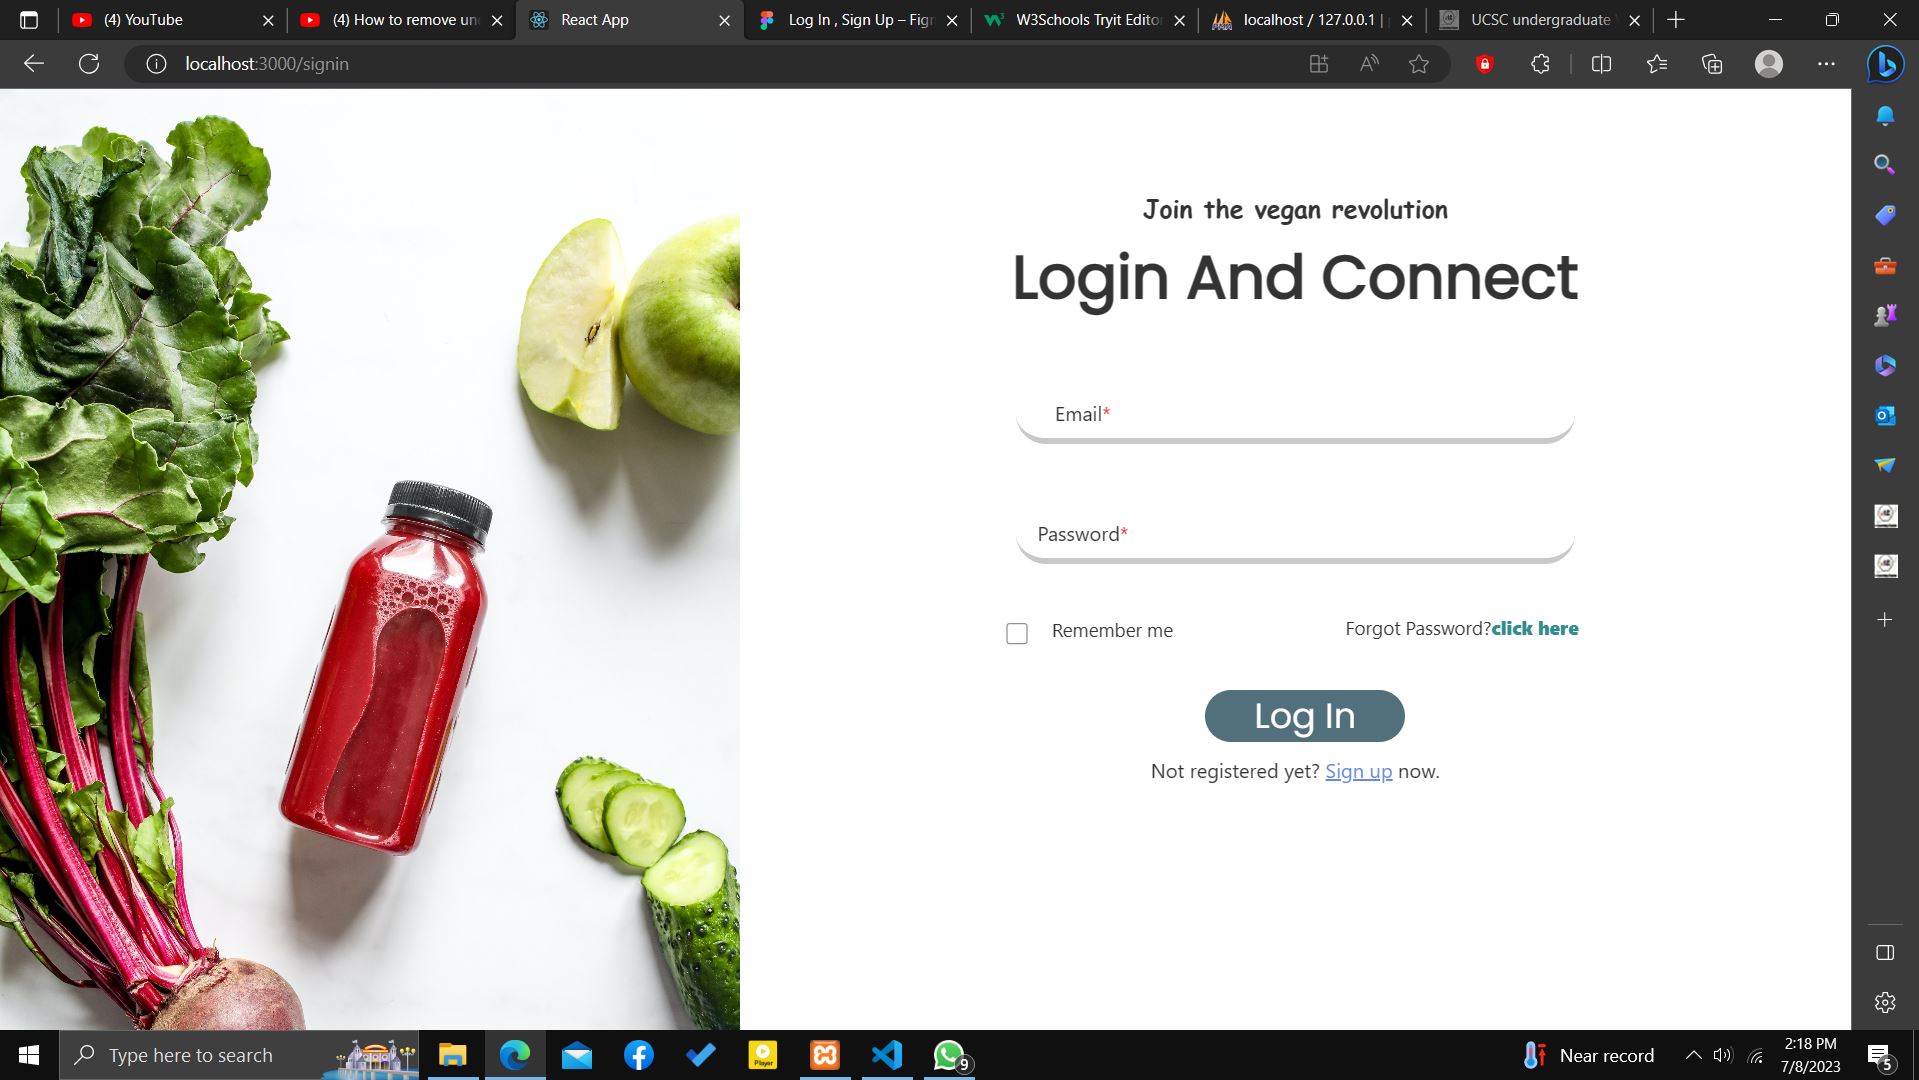 (4) YouTube
(4) How to remove un
React App
Log In , Sign Up – Figm
W3Schools Tryit Editor
localhost / 127.0.0.1 | p
UCSC undergraduate
localhost:3000/signin
Join the vegan revolution
Login And Connect
Email*
Password*
Remember me
Forgot Password?click here
Log In
Not registered yet? Sign up now.
Type here to search
Player
9
Near record
2:18 PM
7/8/2023
5